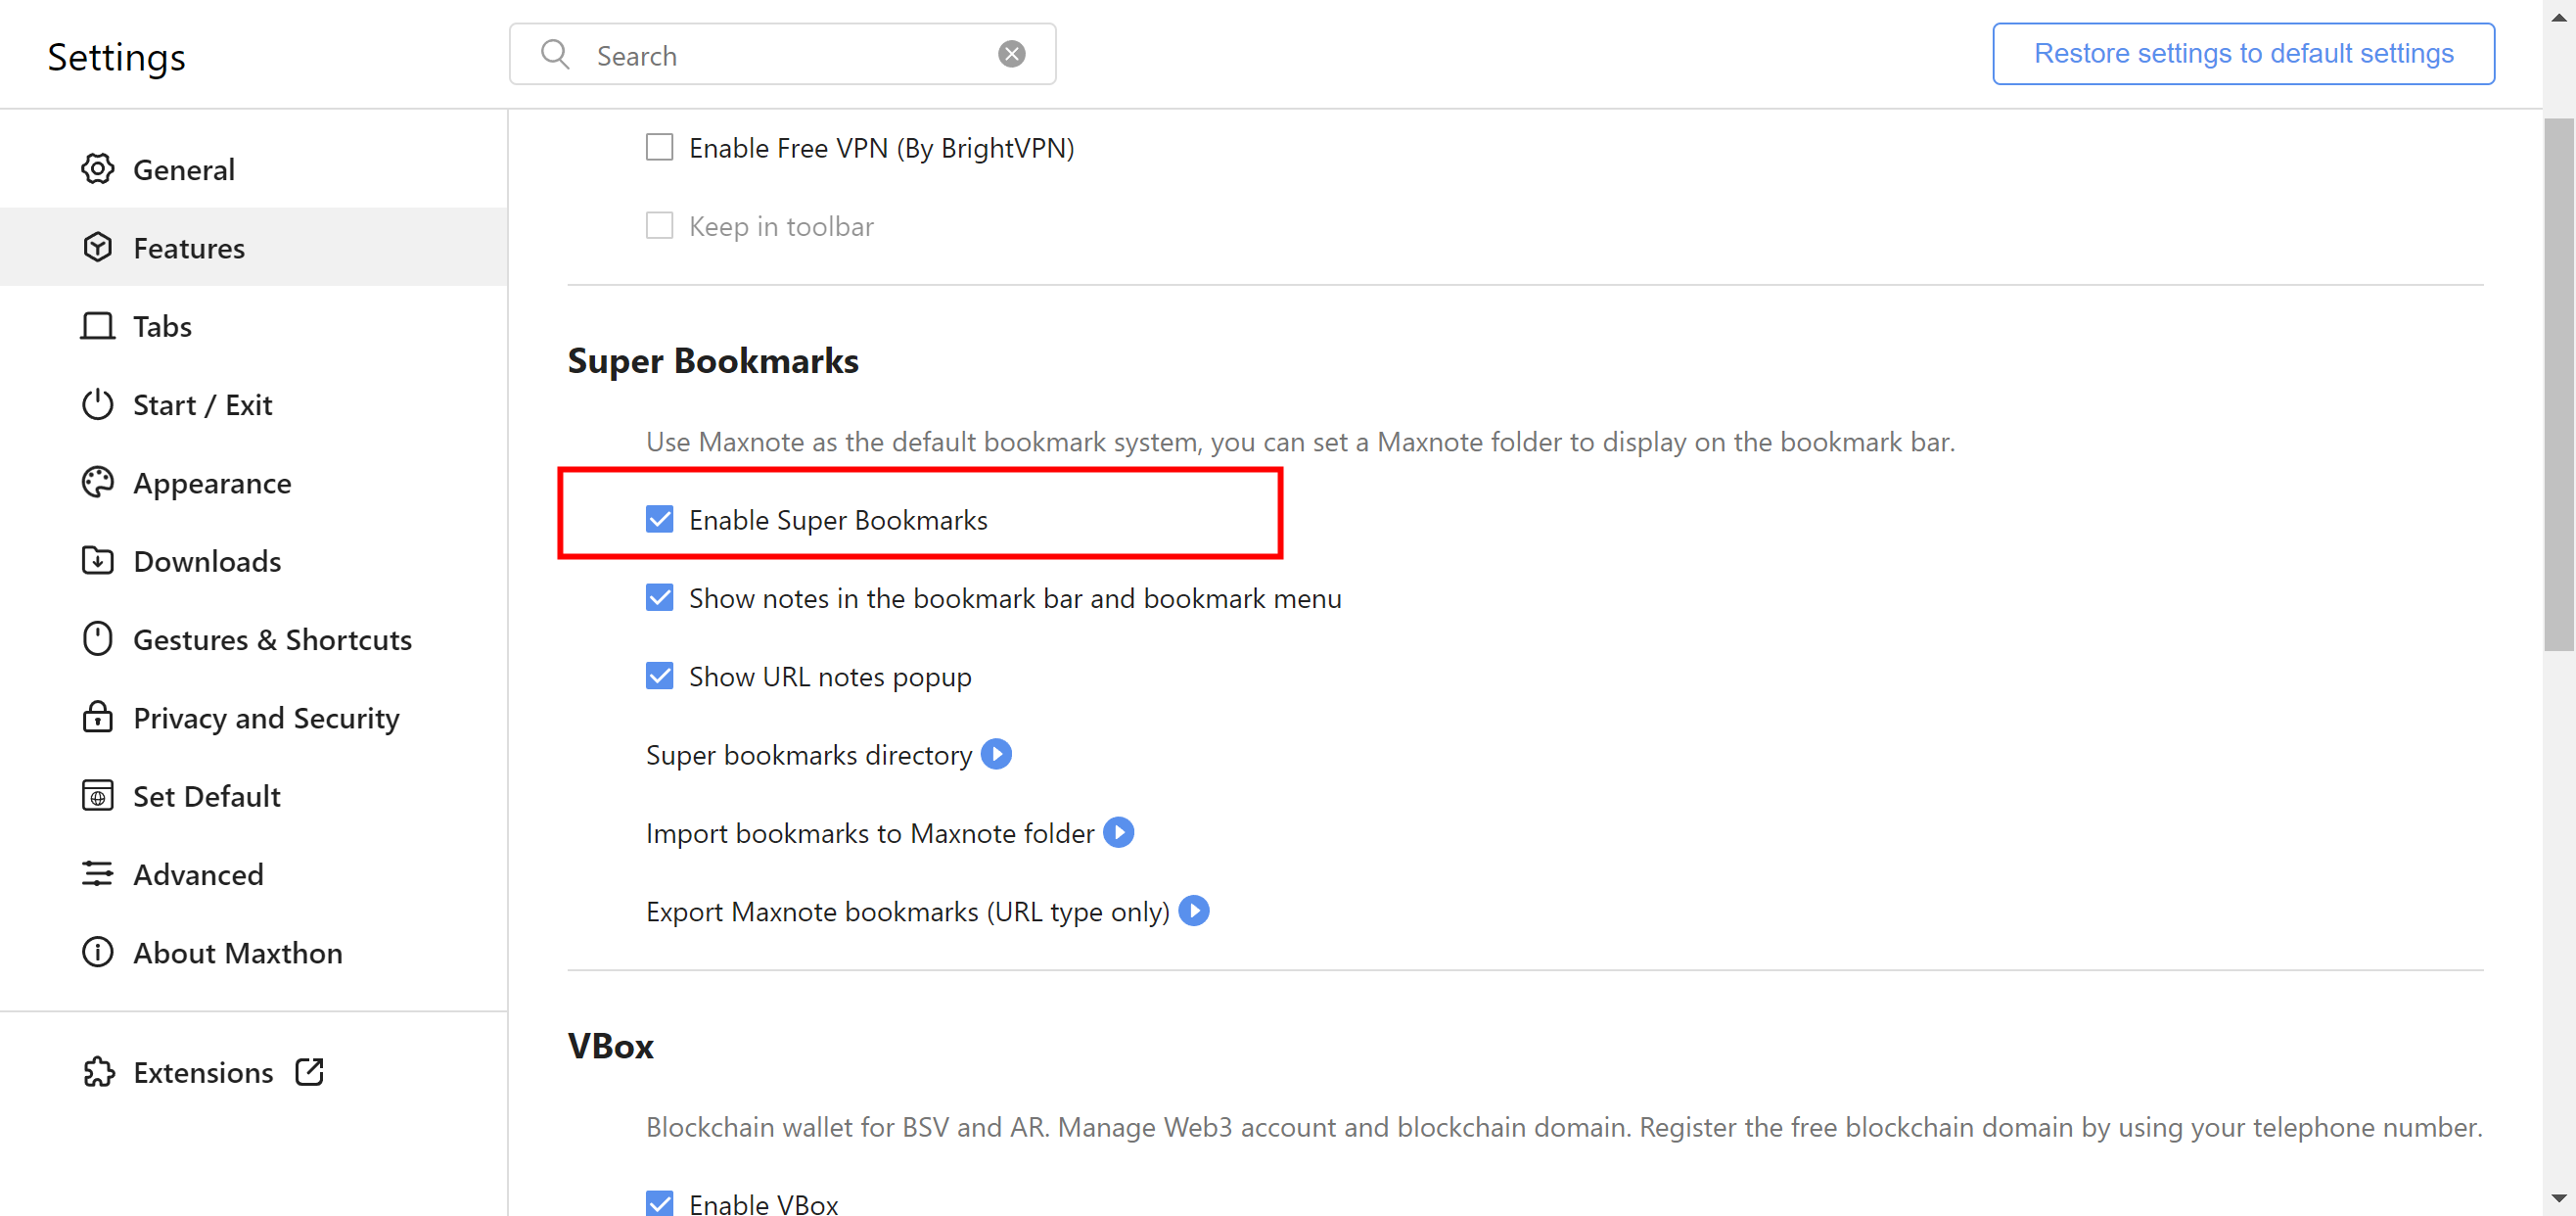 Settings
Search
Restore settings to default settings
General
Features
Tabs
Start / Exit
Appearance
Downloads
Gestures & Shortcuts
Privacy and Security
Set Default
Advanced
About Maxthon
Extensions
Enable Free VPN (By BrightVPN)
Keep in toolbar
Super Bookmarks
Use Maxnote as the default bookmark system, you can set a Maxnote folder to display on the bookmark bar.
Enable Super Bookmarks
Show notes in the bookmark bar and bookmark menu
Show URL notes popup
Super bookmarks directory
Import bookmarks to Maxnote folder
Export Maxnote bookmarks (URL type only)
VBox
Blockchain wallet for BSV and AR. Manage Web3 account and blockchain domain. Register the free blockchain domain by using your telephone number.
Enable VBox